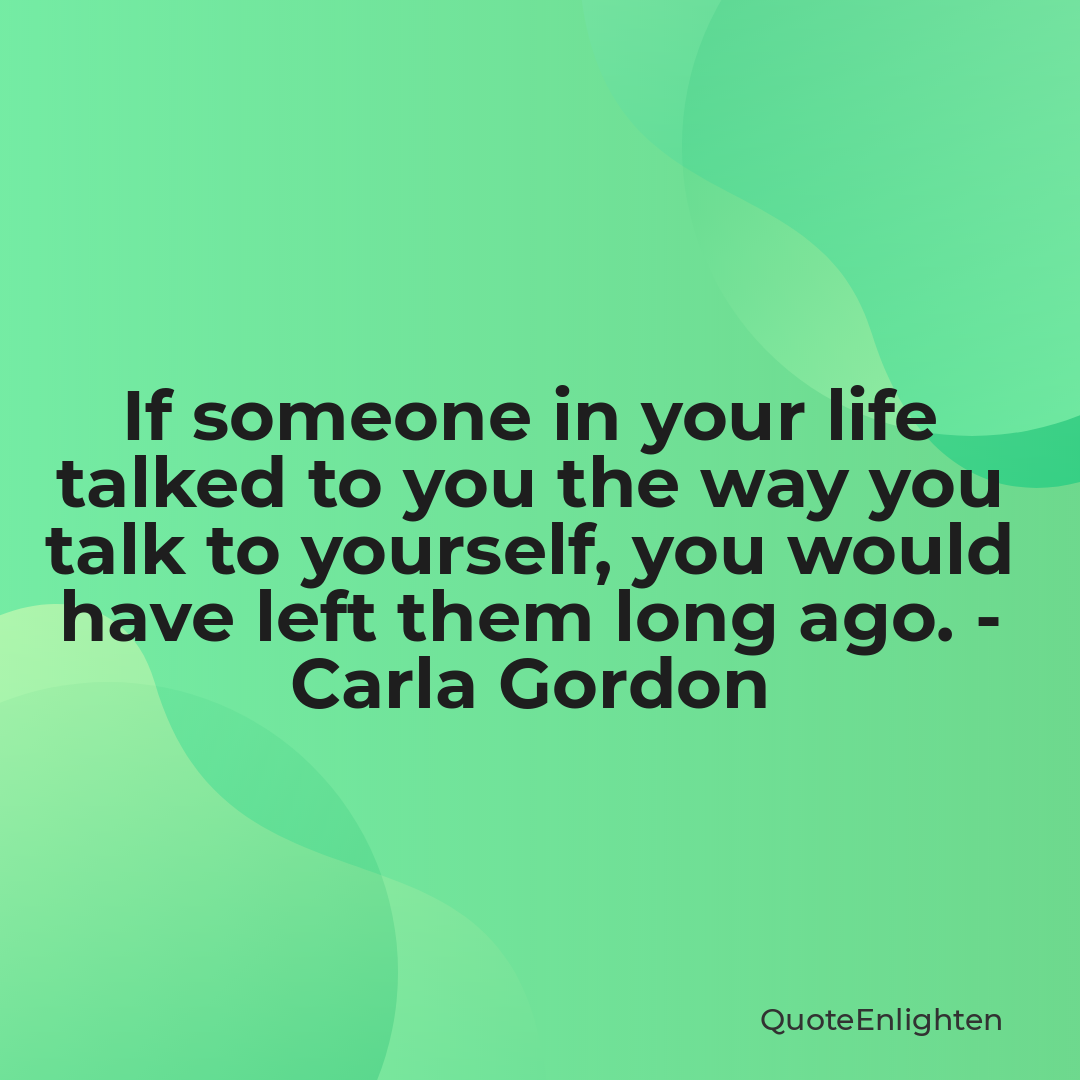 If someone in your life
talked to you the way you
talk to yourself, you would
have left them long ago. -
Carla Gordon
QuoteEnlighten